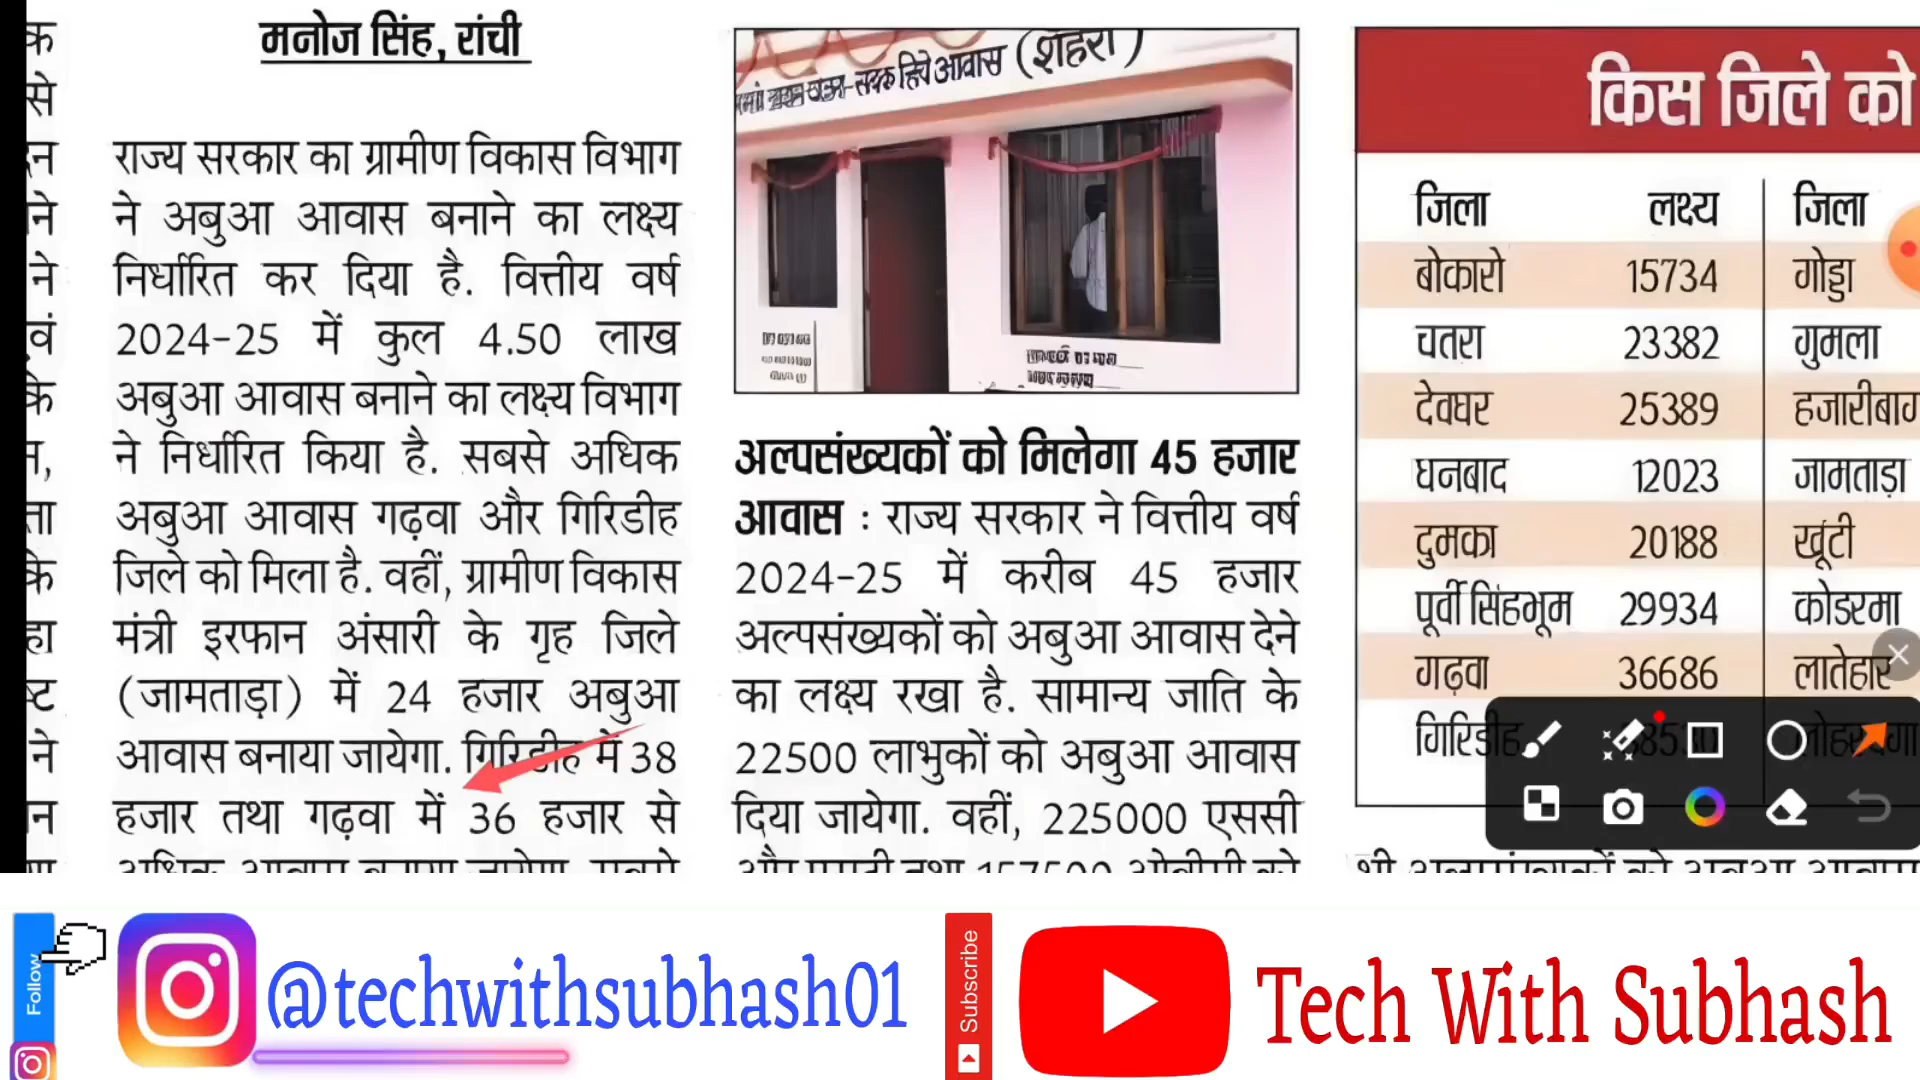 मनोज सिंह, रांची
राज्य सरकार का ग्रामीण विकास विभाग
ने अबुआ आवास बनाने का लक्ष्य
निर्धारित कर दिया है. वित्तीय वर्ष
2024-25 में कुल 4.50 लाख
अबुआ आवास बनाने का लक्ष्य विभाग
ने निर्धारित किया है. सबसे अधिक
अबुआ आवास गढ़वा और गिरिडीह
जिले को मिला है. वहीं, ग्रामीण विकास
मंत्री इरफान अंसारी के गृह जिले
(जामताड़ा) में 24 हजार अबुआ
आवास बनाया जायेगा. गिरिडीह में 38
हजार तथा गढ़वा में 36 हजार से
आवास (शहरी)
अल्पसंख्यकों को मिलेगा 45 हजार
आवास : राज्य सरकार ने वित्तीय वर्ष
2024-25 में करीब 45 हजार
अल्पसंख्यकों को अबुआ आवास देने
का लक्ष्य रखा है. सामान्य जाति के
22500 लाभुकों को अबुआ आवास
दिया जायेगा. वहीं, 225000 एससी
किस जिले को
जिला लक्ष्य जिला
बोकारो 15734 गोड्डा
चतरा 23382 गुमला
देवघर 25389 हजारीबाग
धनबाद 12023 जामताड़ा
दुमका 20188 खूंटी
पूर्वी सिंहभूम 29934 कोडरमा
गढ़वा 36686 लातेहार
गिरिडीह
Follow
@techwithsubhash01
Subscribe
Tech With Subhash